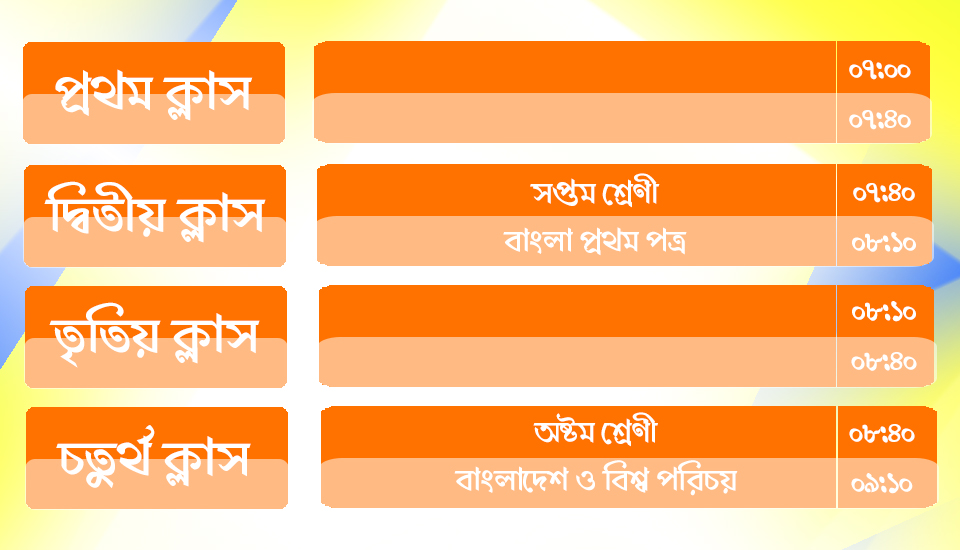 প্রথম ক্লাস
০৭:০০
০৭:৪০
দ্বিতীয় ক্লাস
সপ্তম শ্রেণী
০৭:৪০
বাংলা প্রথম পত্র
০৮:১০
তৃতিয় ক্লাস
০৮:১০
০৮:৪০
চতুর্থ ক্লাস
অষ্টম শ্রেণী
০৮:৪০
বাংলাদেশ ও বিশ্ব পরিচয়
০৯:১০